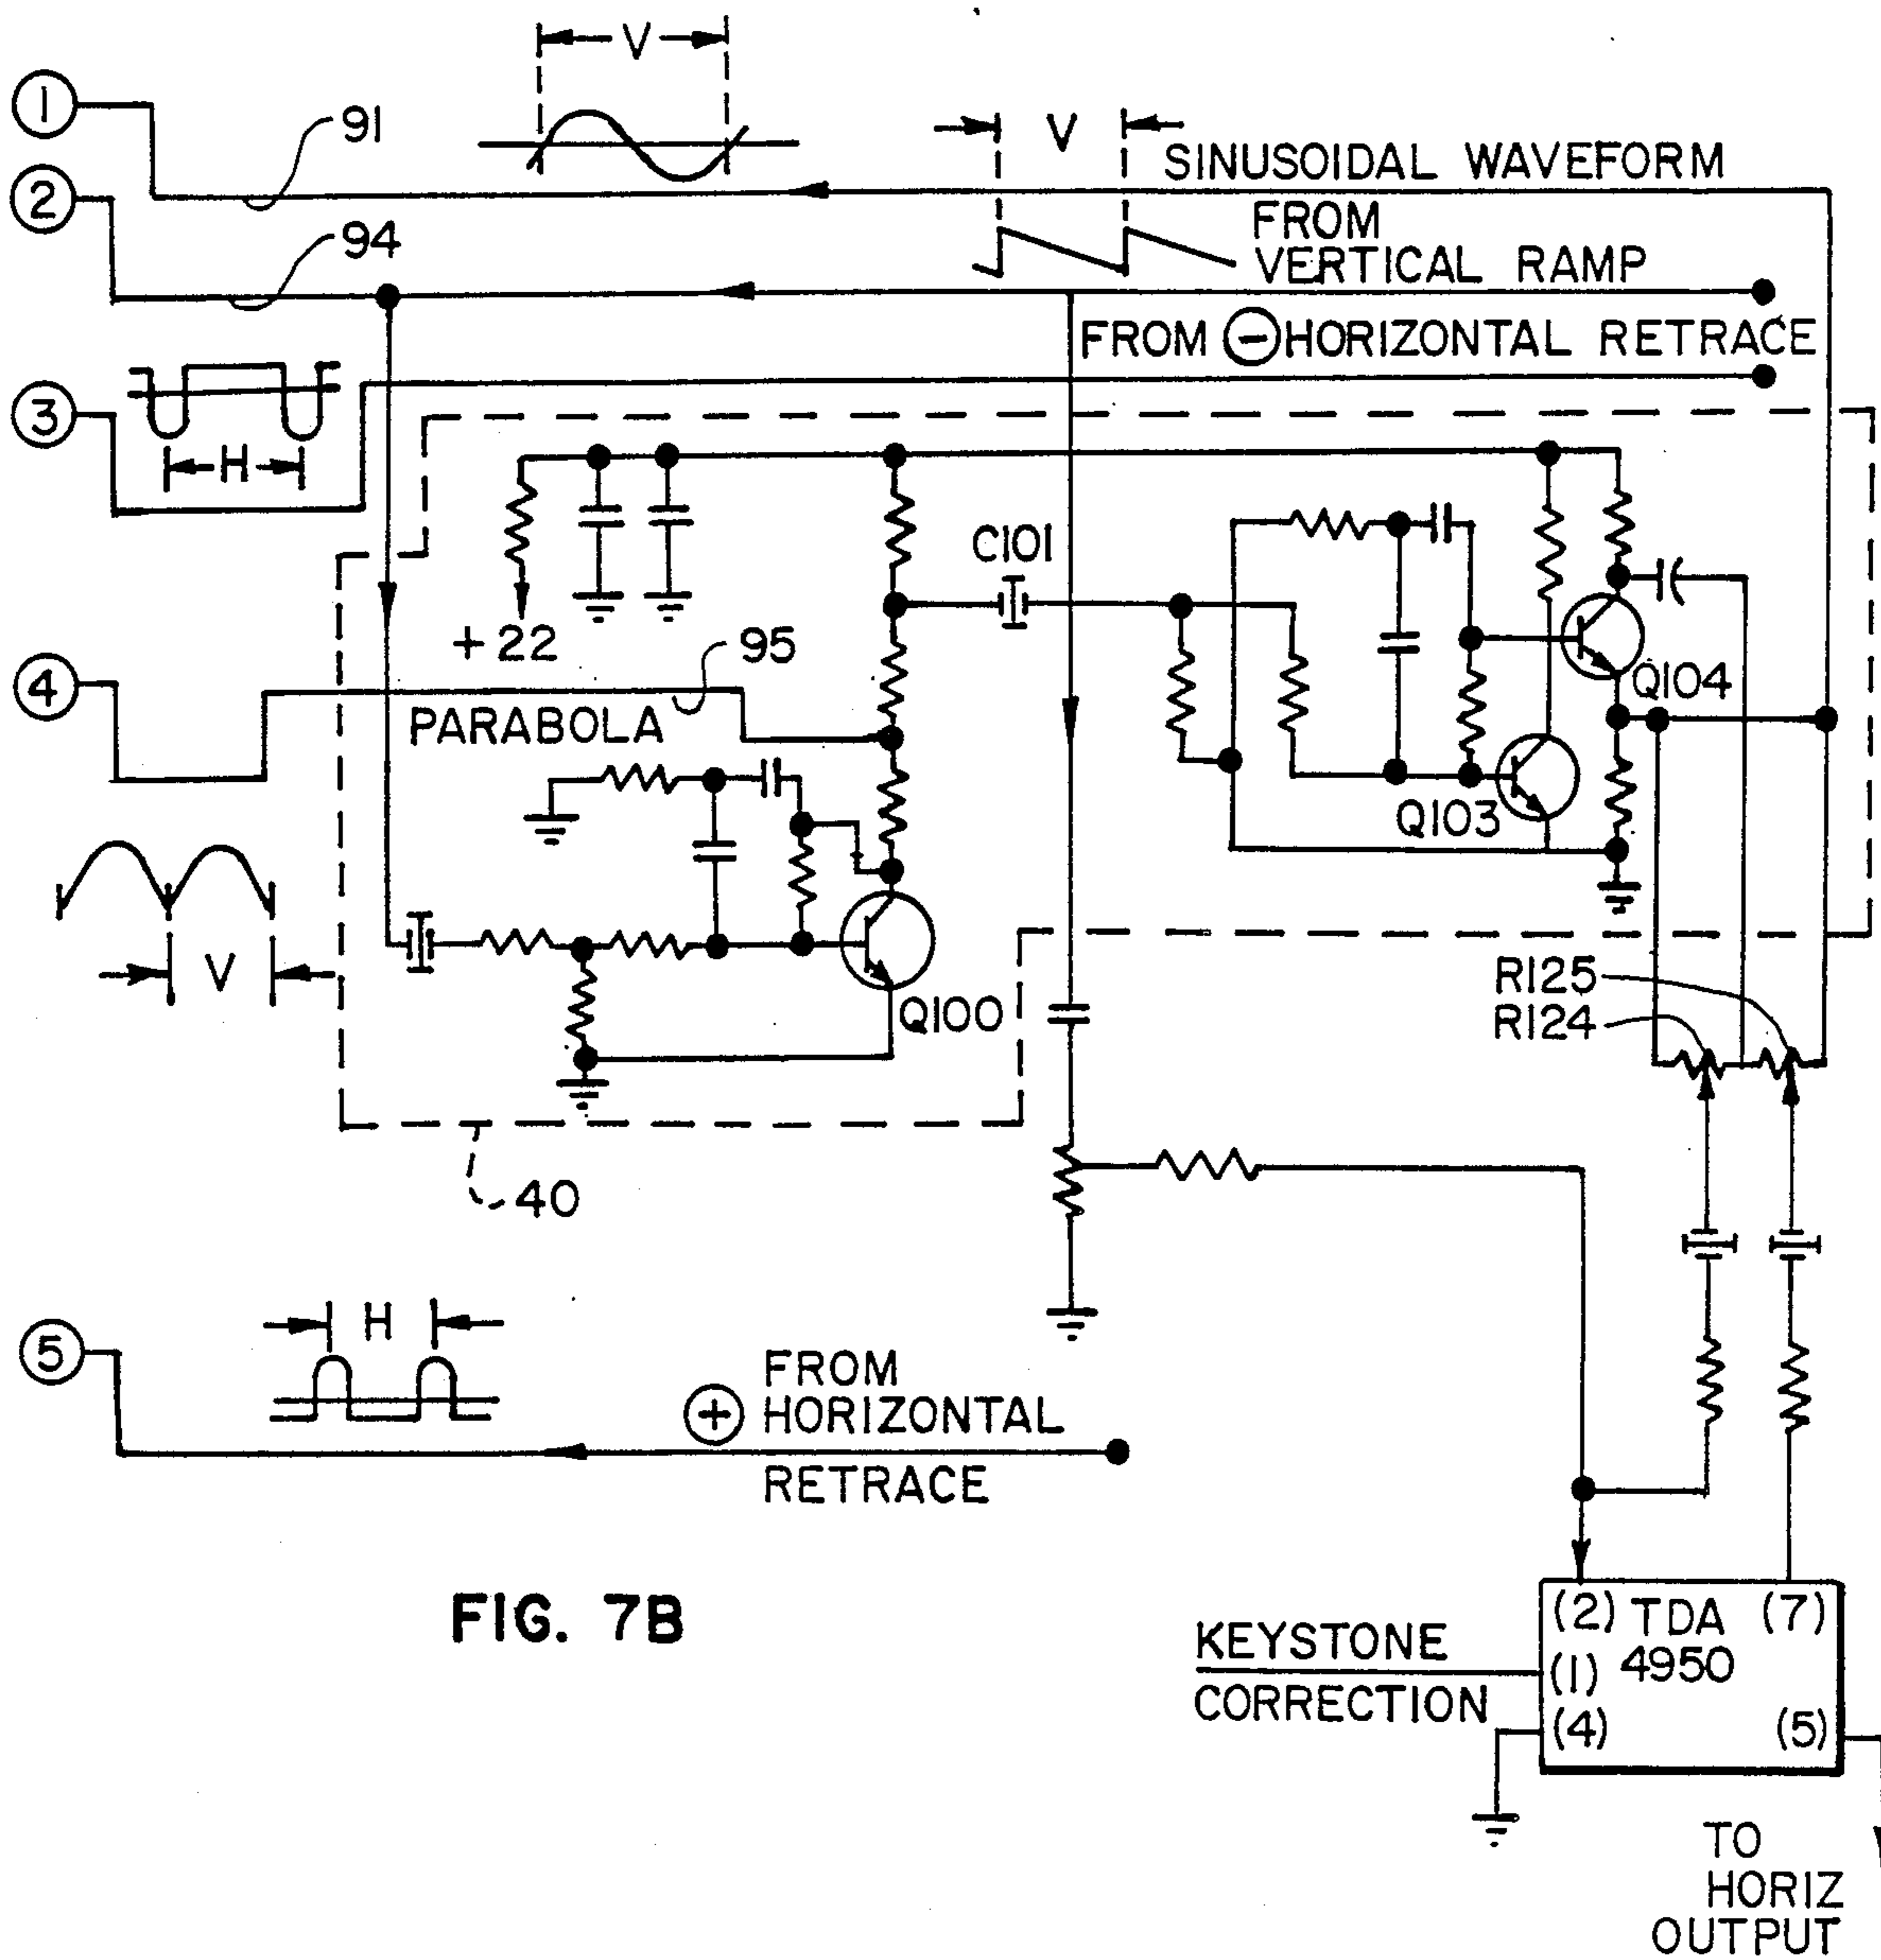 V
1
91
V
SINUSOIDAL WAVEFORM
2
FROM
94
VERTICAL RAMP
FROM ⊖ HORIZONTAL RETRACE
3
H
C101
+22
95
4
Q104
PARABOLA
Q103
V
R125
Q100
R124
40
H
5
FROM
⊕ HORIZONTAL
RETRACE
FIG. 7B
(2) TDA (7)
KEYSTONE
(1) 4950
CORRECTION
(4) (5)
TO
HORIZ
OUTPUT